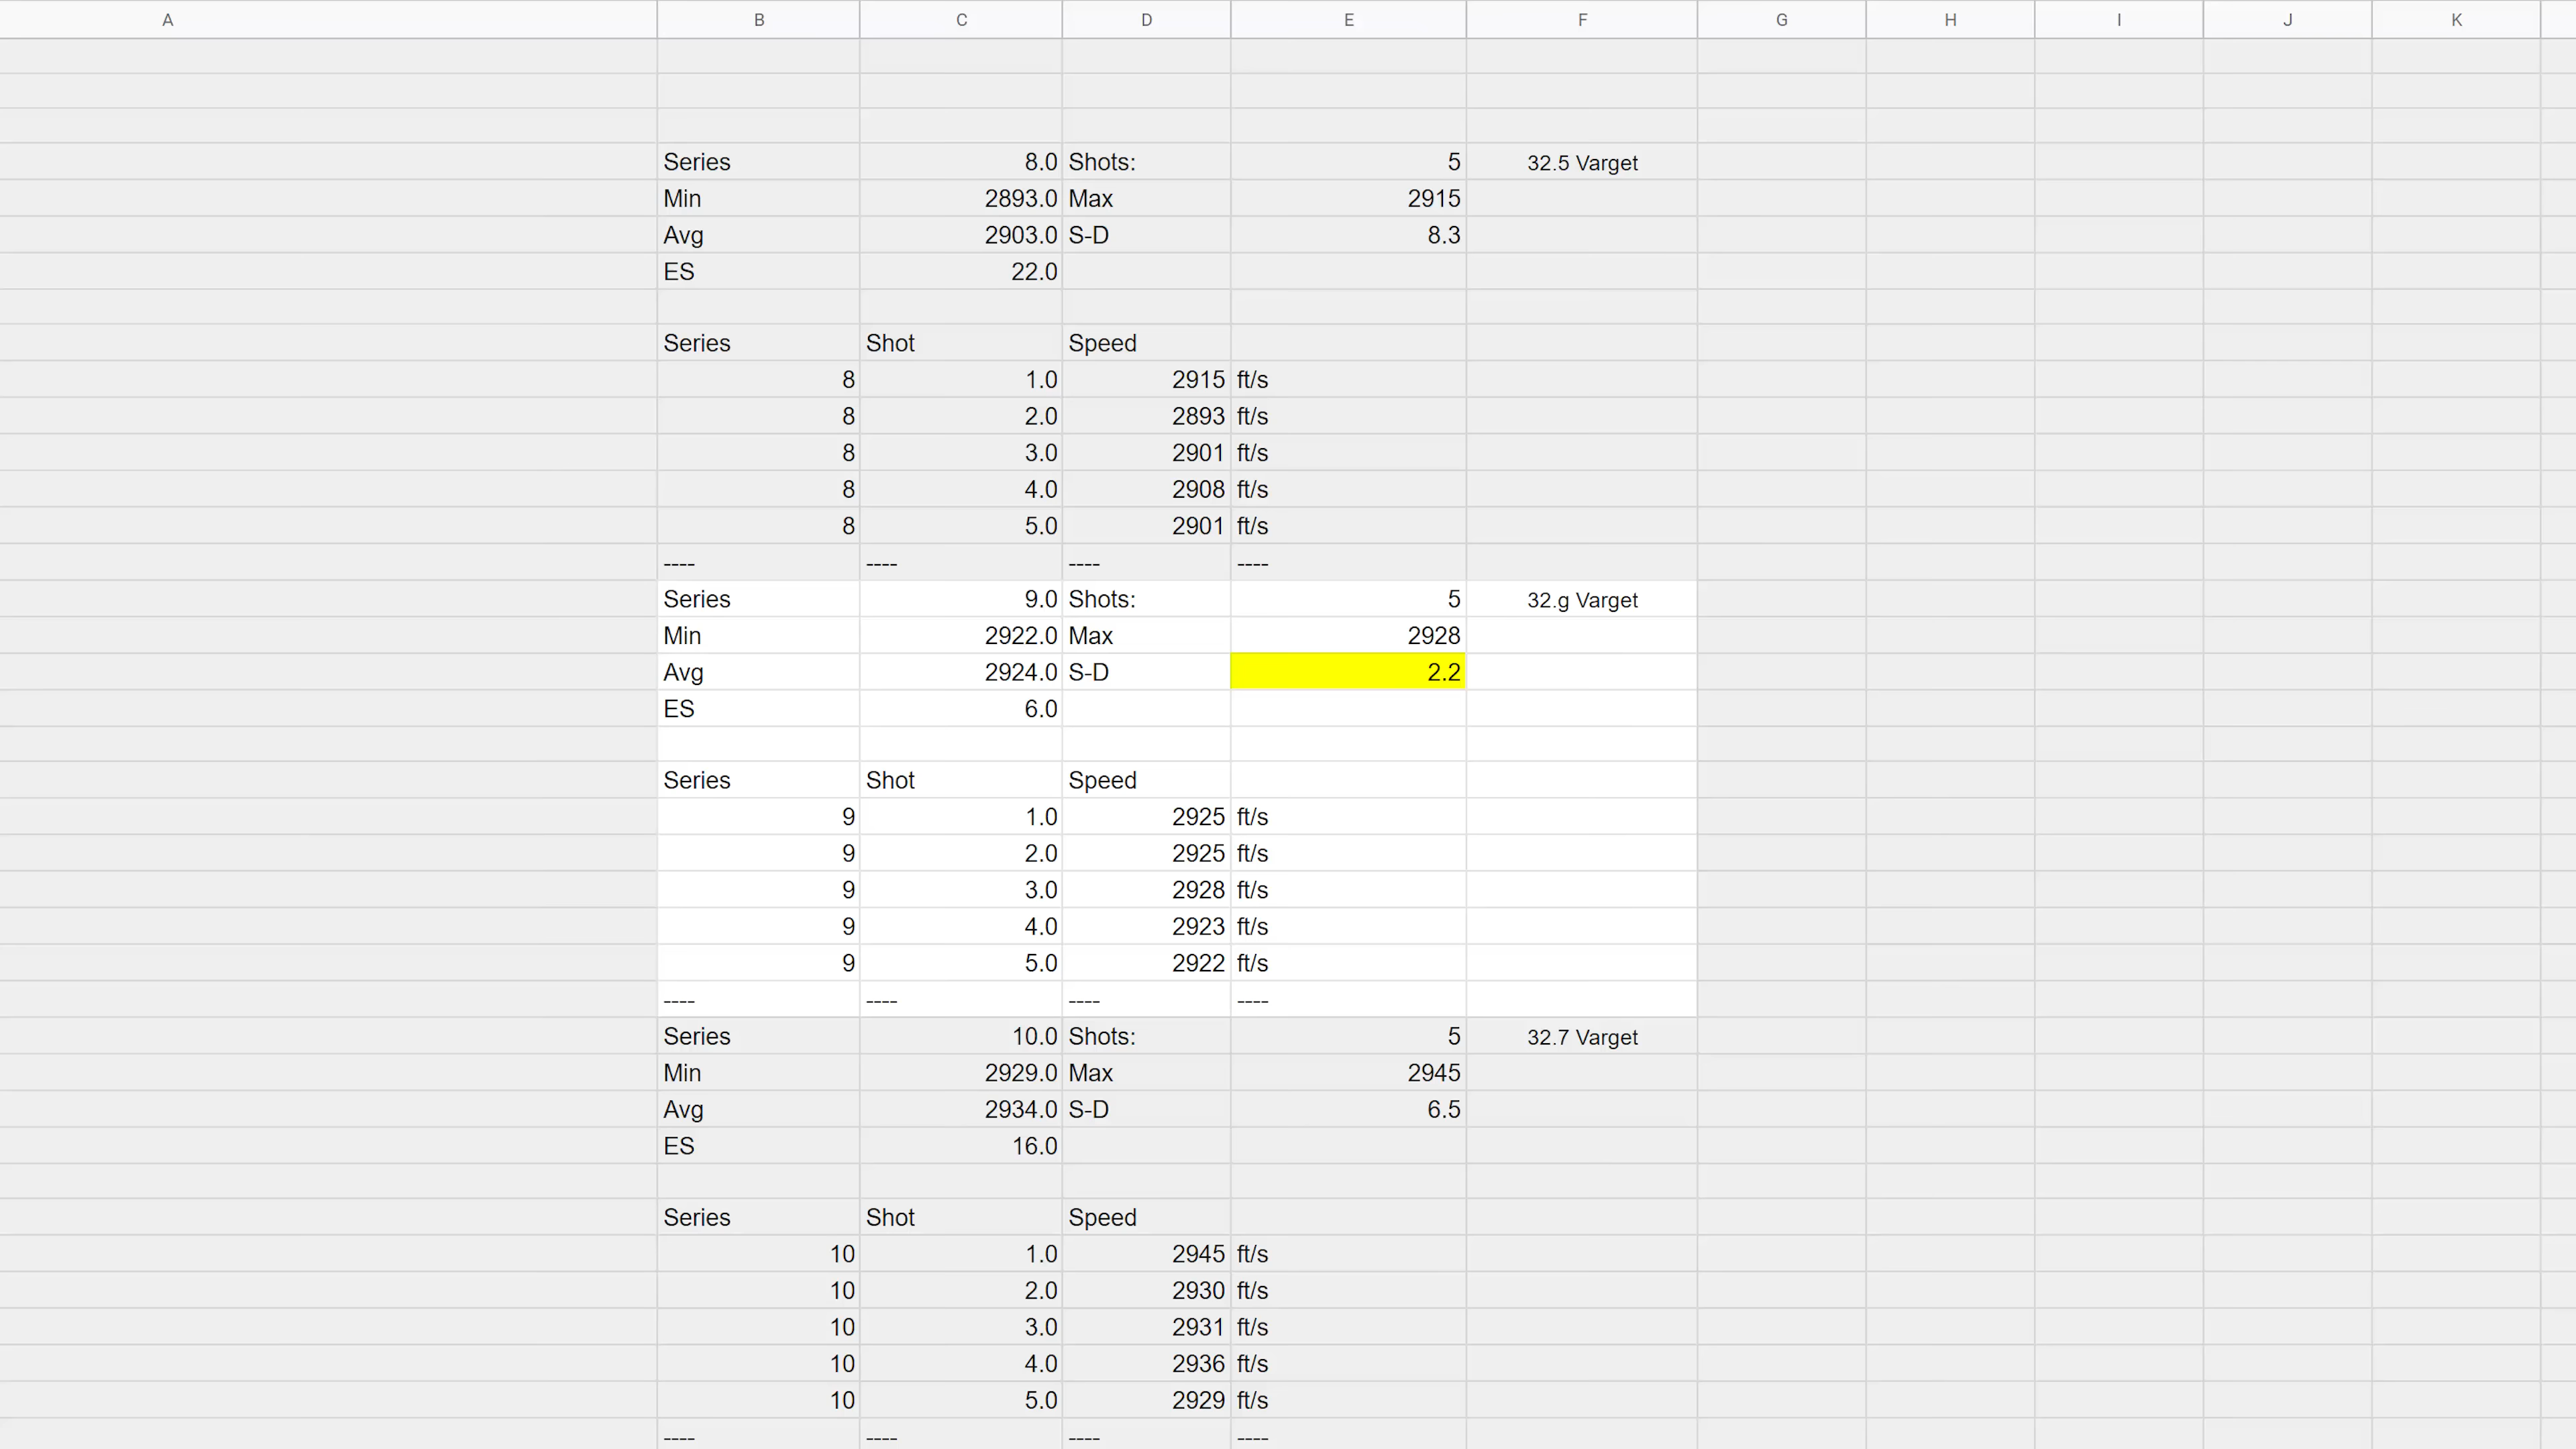 A B C D E F G H I J K
Series 8.0 Shots: 5 32.5 Varget
Min 2893.0 Max 2915
Avg 2903.0 S-D 8.3
ES 22.0
Series Shot Speed
8 1.0 2915 ft/s
8 2.0 2893 ft/s
8 3.0 2901 ft/s
8 4.0 2908 ft/s
8 5.0 2901 ft/s
---- ---- ---- ----
Series 9.0 Shots: 5 32.g Varget
Min 2922.0 Max 2928
Avg 2924.0 S-D 2.2
ES 6.0
Series Shot Speed
9 1.0 2925 ft/s
9 2.0 2925 ft/s
9 3.0 2928 ft/s
9 4.0 2923 ft/s
9 5.0 2922 ft/s
---- ---- ---- ----
Series 10.0 Shots: 5 32.7 Varget
Min 2929.0 Max 2945
Avg 2934.0 S-D 6.5
ES 16.0
Series Shot Speed
10 1.0 2945 ft/s
10 2.0 2930 ft/s
10 3.0 2931 ft/s
10 4.0 2936 ft/s
10 5.0 2929 ft/s
---- ---- ---- ----